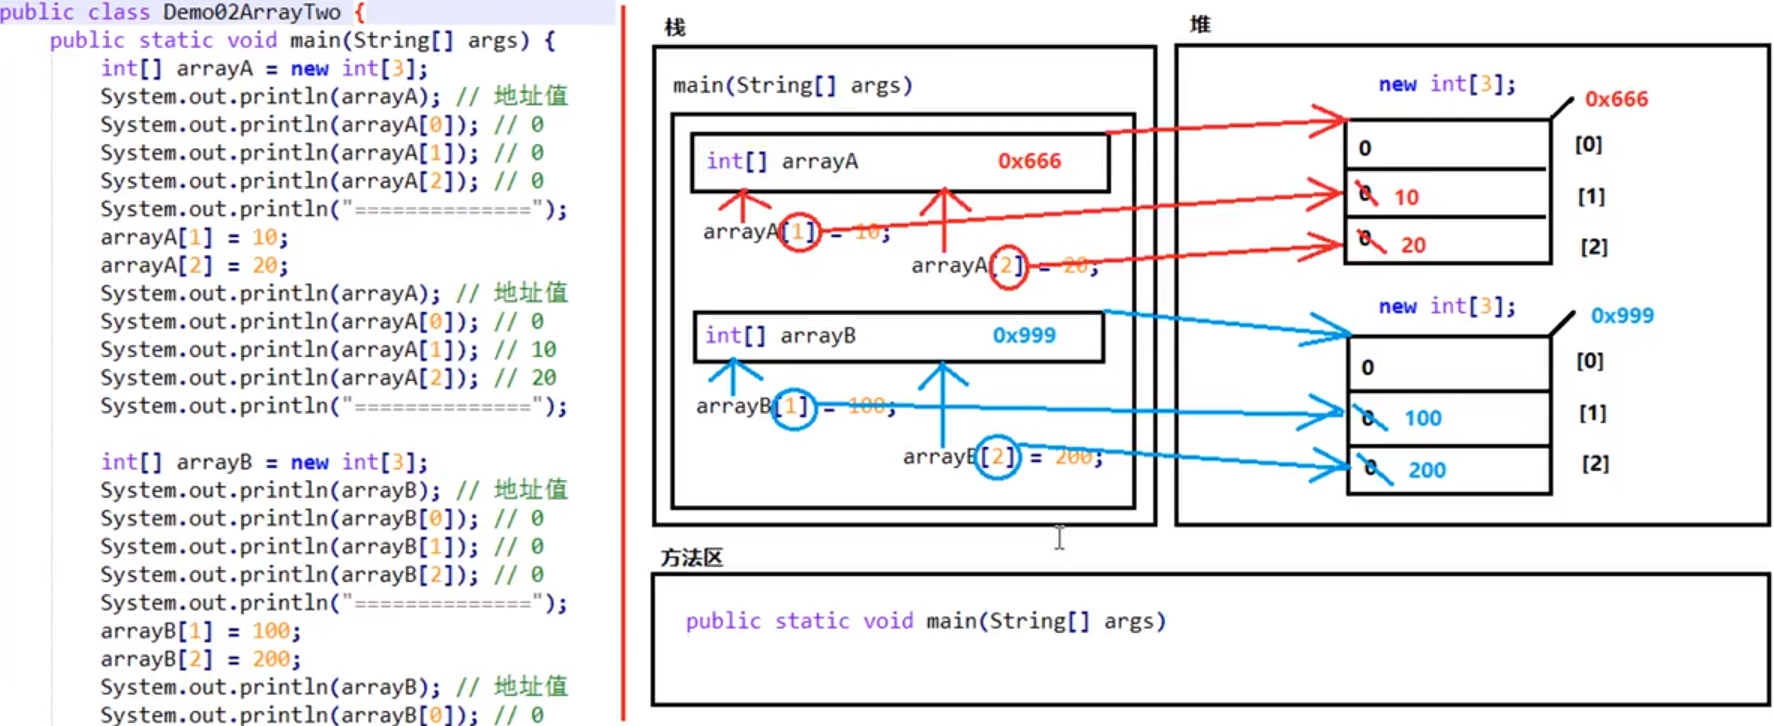 public class Demo02ArrayTwo {
public static void main(String[] args) {
int[] arrayA = new int[3];
System.out.println(arrayA); // 地址值
System.out.println(arrayA[0]); // 0
System.out.println(arrayA[1]); // 0
System.out.println(arrayA[2]); // 0
System.out.println("==============");
arrayA[1] = 10;
arrayA[2] = 20;
System.out.println(arrayA); // 地址值
System.out.println(arrayA[0]); // 0
System.out.println(arrayA[1]); // 10
System.out.println(arrayA[2]); // 20
System.out.println("==============");
int[] arrayB = new int[3];
System.out.println(arrayB); // 地址值
System.out.println(arrayB[0]); // 0
System.out.println(arrayB[1]); // 0
System.out.println(arrayB[2]); // 0
System.out.println("==============");
arrayB[1] = 100;
arrayB[2] = 200;
System.out.println(arrayB); // 地址值
System.out.println(arrayB[0]); // 0
栈
main(String[] args)
int[] arrayA 0x666
arrayA[1] = 10;
arrayA[2] = 20;
int[] arrayB 0x999
arrayB[1] = 100;
arrayB[2] = 200;
堆
new int[3];
0x666
0 [0]
0 10 [1]
0 20 [2]
new int[3];
0x999
0 [0]
0 100 [1]
0 200 [2]
方法区
public static void main(String[] args)